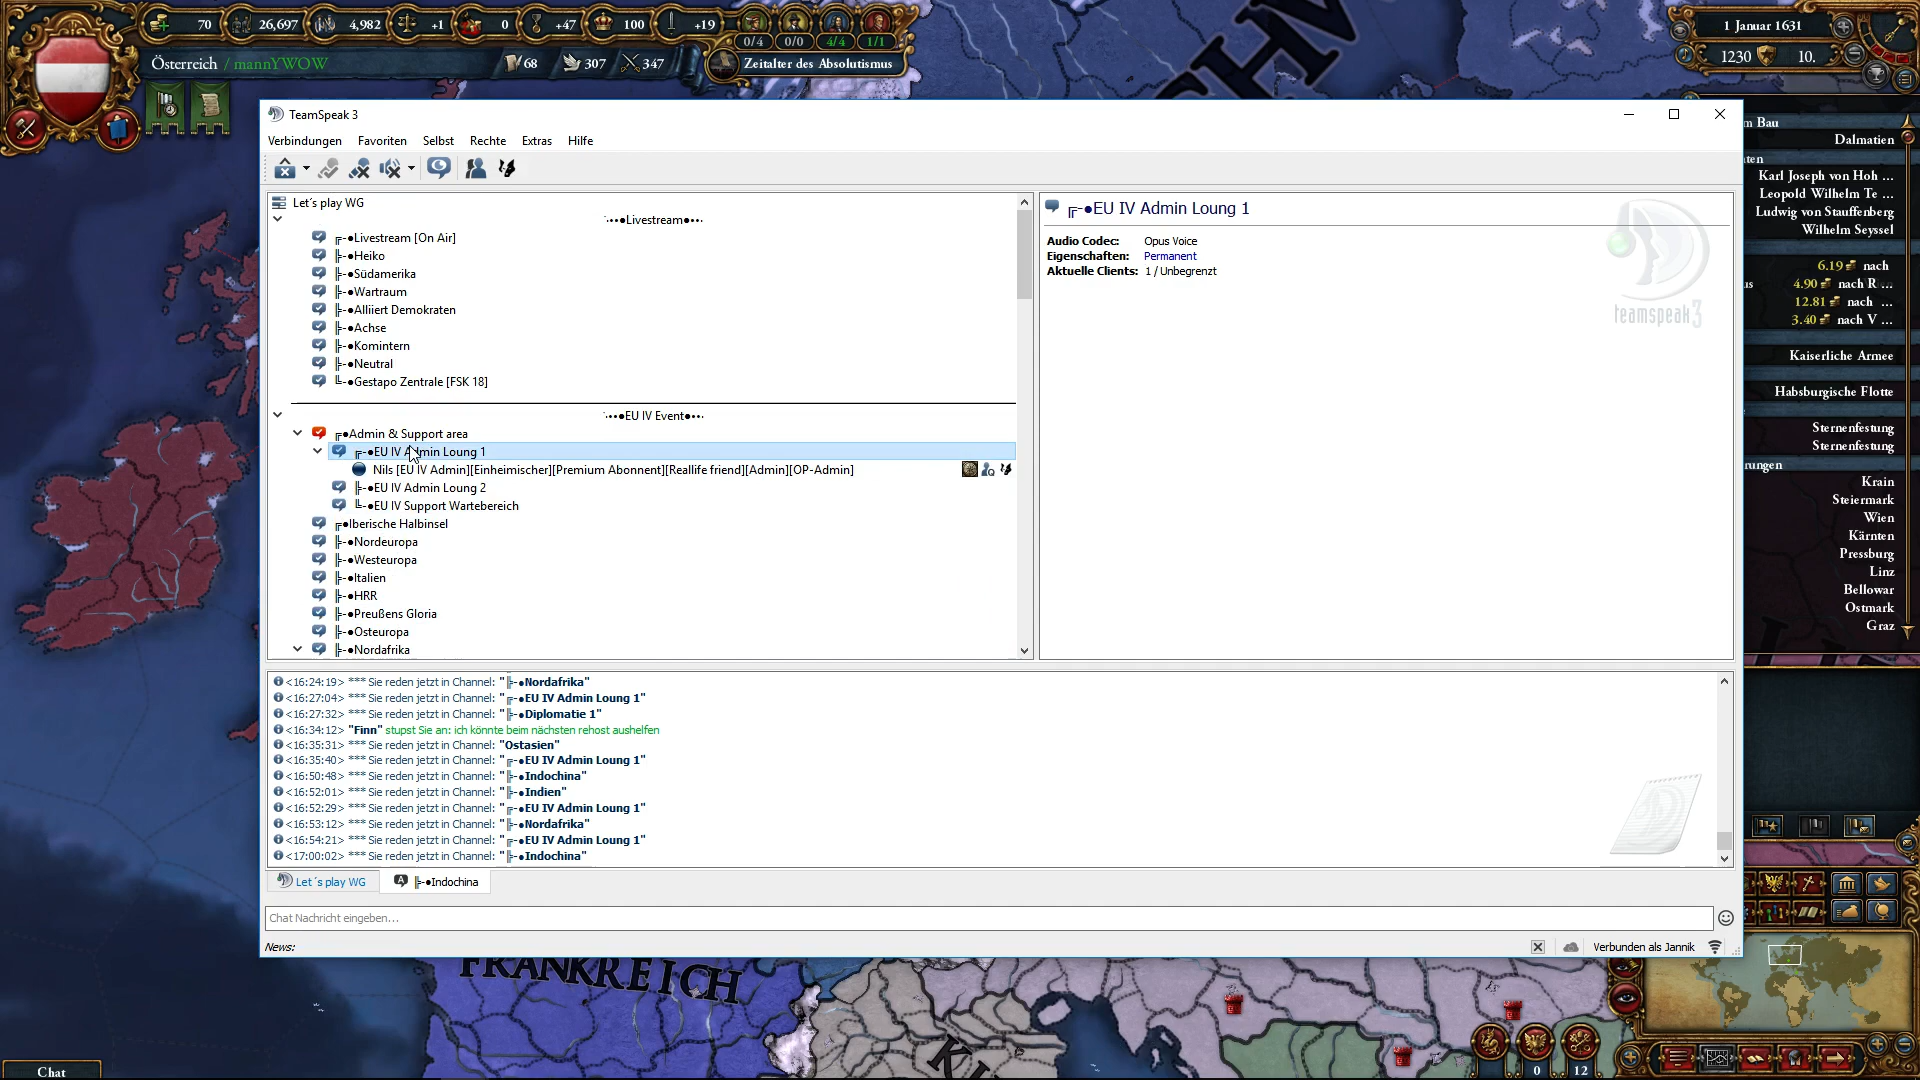 70
26,697
4,982
+1
0
+47
100
+19
0/4
0/0
4/4
1/1
1 Januar 1631
Österreich / mannYWOW
68
307
347
Zeitalter des Absolutismus
1230
10.
TeamSpeak 3
Verbindungen Favoriten Selbst Rechte Extras Hilfe
Let´s play WG
·••●Livestream●••·
●Livestream [On Air]
●Heiko
●Südamerika
●Wartraum
●Alliiert Demokraten
●Achse
●Komintern
●Neutral
●Gestapo Zentrale [FSK 18]
·••●EU IV Event●••·
╔●Admin & Support area
╔-●EU IV Admin Loung 1
Nils [EU IV Admin][Einheimischer][Premium Abonnent][Reallife friend][Admin][OP-Admin]
╠-●EU IV Admin Loung 2
╚-●EU IV Support Wartebereich
╔●Iberische Halbinsel
╠-●Nordeuropa
╠-●Westeuropa
╠-●Italien
╠-●HRR
╠-●Preußens Gloria
╠-●Osteuropa
╠-●Nordafrika
╔-●EU IV Admin Loung 1
Audio Codec: Opus Voice
Eigenschaften: Permanent
Aktuelle Clients: 1 / Unbegrenzt
teamspeak3
<16:24:19> *** Sie reden jetzt in Channel: "╠-●Nordafrika"
<16:27:04> *** Sie reden jetzt in Channel: "╔-●EU IV Admin Loung 1"
<16:27:32> *** Sie reden jetzt in Channel: "╠-●Diplomatie 1"
<16:34:12> "Finn" stupst Sie an: ich könnte beim nächsten rehost aushelfen
<16:35:31> *** Sie reden jetzt in Channel: "Ostasien"
<16:35:40> *** Sie reden jetzt in Channel: "╔-●EU IV Admin Loung 1"
<16:50:48> *** Sie reden jetzt in Channel: "╠-●Indochina"
<16:52:01> *** Sie reden jetzt in Channel: "╠-●Indien"
<16:52:29> *** Sie reden jetzt in Channel: "╔-●EU IV Admin Loung 1"
<16:53:12> *** Sie reden jetzt in Channel: "╠-●Nordafrika"
<16:54:21> *** Sie reden jetzt in Channel: "╔-●EU IV Admin Loung 1"
<17:00:02> *** Sie reden jetzt in Channel: "╠-●Indochina"
Let´s play WG
╠-●Indochina
Chat Nachricht eingeben...
News:
Verbunden als Jannik
m Bau
Dalmatien
Karl Joseph von Hoh ...
Leopold Wilhelm Te ...
Ludwig von Stauffenberg
Wilhelm Seyssel
6.19 nach
4.90 nach R ...
12.81 nach ...
3.40 nach V ...
Kaiserliche Armee
Habsburgische Flotte
Sternenfestung
Sternenfestung
rungen
Krain
Steiermark
Wien
Kärnten
Pressburg
Linz
Bellowar
Ostmark
Graz
FRANKREICH
0
12
Chat